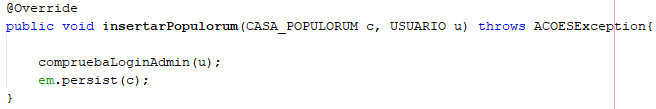 @Override
public void insertarPopulorum(CASA_POPULORUM c, USUARIO u) throws ACOESException{
compruebaLoginAdmin(u);
em.persist(c);
}